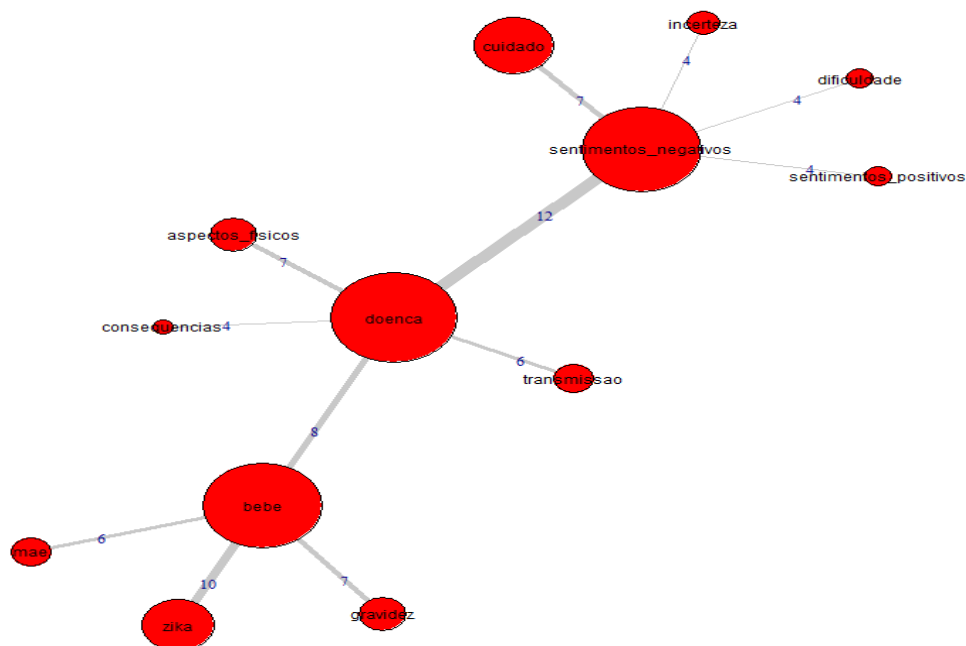 incerteza
cuidado
4
dificuldade
7
4
sentimentos_negativos
4
sentimentos_positivos
12
aspectos_fisicos
7
doenca
consequencias
4
6
transmissao
8
bebe
6
mae
10
7
gravidez
zika